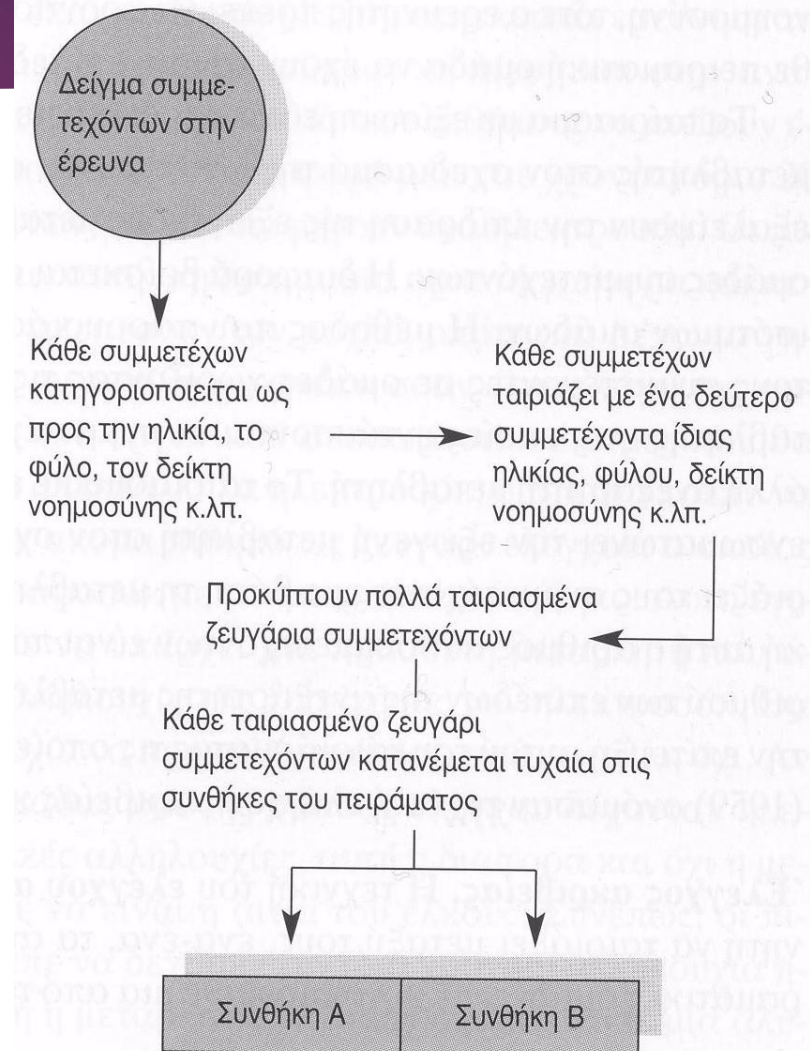 Δείγμα συμμε-
τεχόντων στην
έρευνα
Κάθε συμμετέχων
κατηγοριοποιείται ως
προς την ηλικία, το
φύλο, τον δείκτη
νοημοσύνης κ.λπ.
Κάθε συμμετέχων
ταιριάζει με ένα δεύτερο
συμμετέχοντα ίδιας
ηλικίας, φύλου, δείκτη
νοημοσύνης κ.λπ.
Προκύπτουν πολλά ταιριασμένα
ζευγάρια συμμετεχόντων
Κάθε ταιριασμένο ζευγάρι
συμμετεχόντων κατανέμεται τυχαία στις
συνθήκες του πειράματος
Συνθήκη Α
Συνθήκη Β